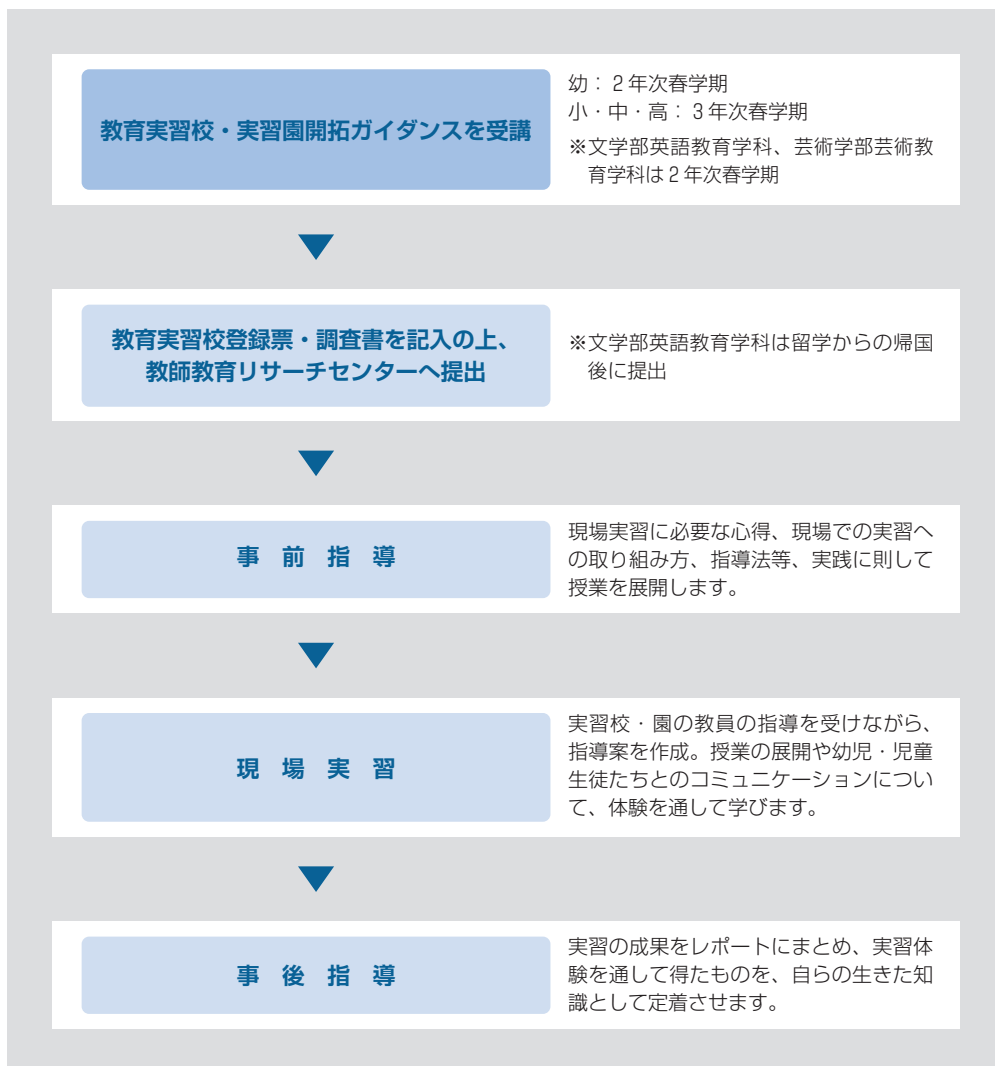 教育実習校・実習園開拓ガイダンスを受講
幼：２年次春学期
小・中・高：３年次春学期
※文学部英語教育学科、芸術学部芸術教
育学科は２年次春学期
教育実習校登録票・調査書を記入の上、
教師教育リサーチセンターへ提出
※文学部英語教育学科は留学からの帰国
後に提出
事 前 指 導
現場実習に必要な心得、現場での実習へ
の取り組み方、指導法等、実践に則して
授業を展開します。
現 場 実 習
実習校・園の教員の指導を受けながら、
指導案を作成。授業の展開や幼児・児童
生徒たちとのコミュニケーションについ
て、体験を通して学びます。
事 後 指 導
実習の成果をレポートにまとめ、実習体
験を通して得たものを、自らの生きた知
識として定着させます。